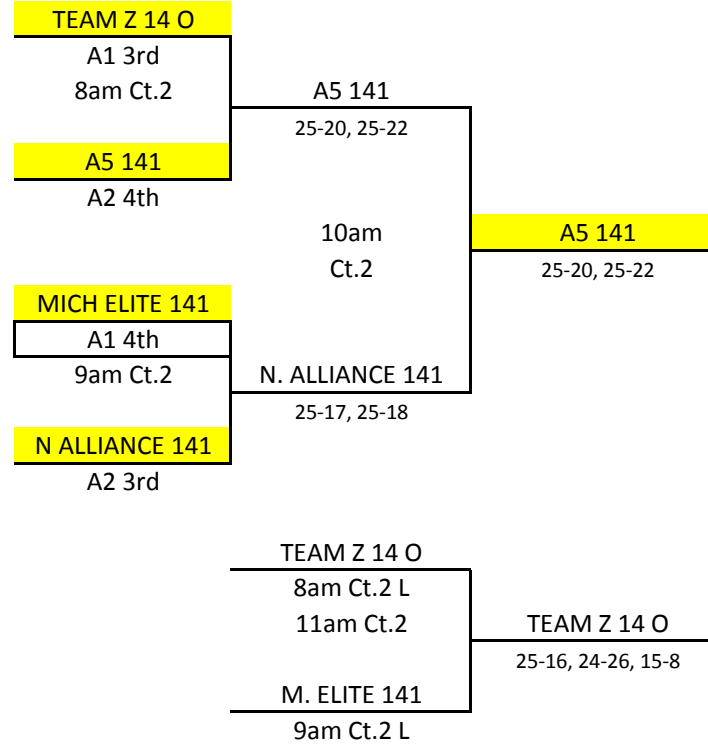 TEAM Z 14 O
A1 3rd
8am Ct.2
A5 141
25-20, 25-22
A5 141
A2 4th
10am
Ct.2
A5 141
25-20, 25-22
MICH ELITE 141
A1 4th
9am Ct.2
N. ALLIANCE 141
25-17, 25-18
N ALLIANCE 141
A2 3rd
TEAM Z 14 O
8am Ct.2 L
11am Ct.2
TEAM Z 14 O
25-16, 24-26, 15-8
M. ELITE 141
9am Ct.2 L